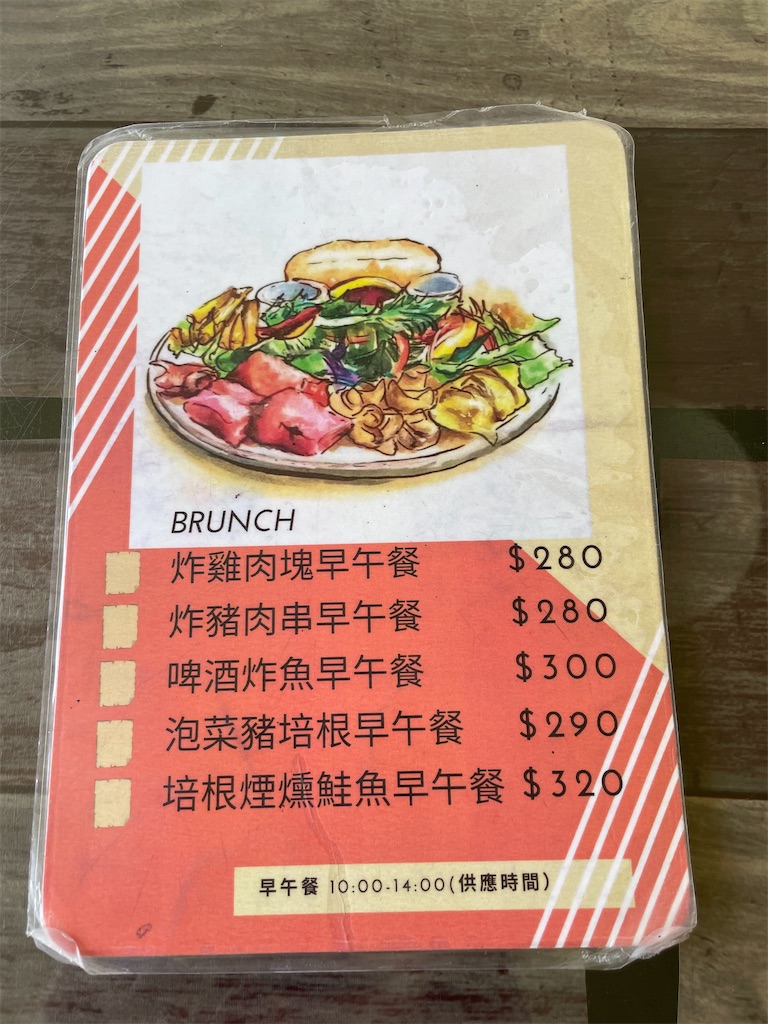 BRUNCH
炸雞肉塊早午餐 $280
炸豬肉串早午餐 $280
啤酒炸魚早午餐 $300
泡菜豬培根早午餐 $290
培根煙燻鮭魚早午餐 $320
早午餐 10:00-14:00(供應時間)